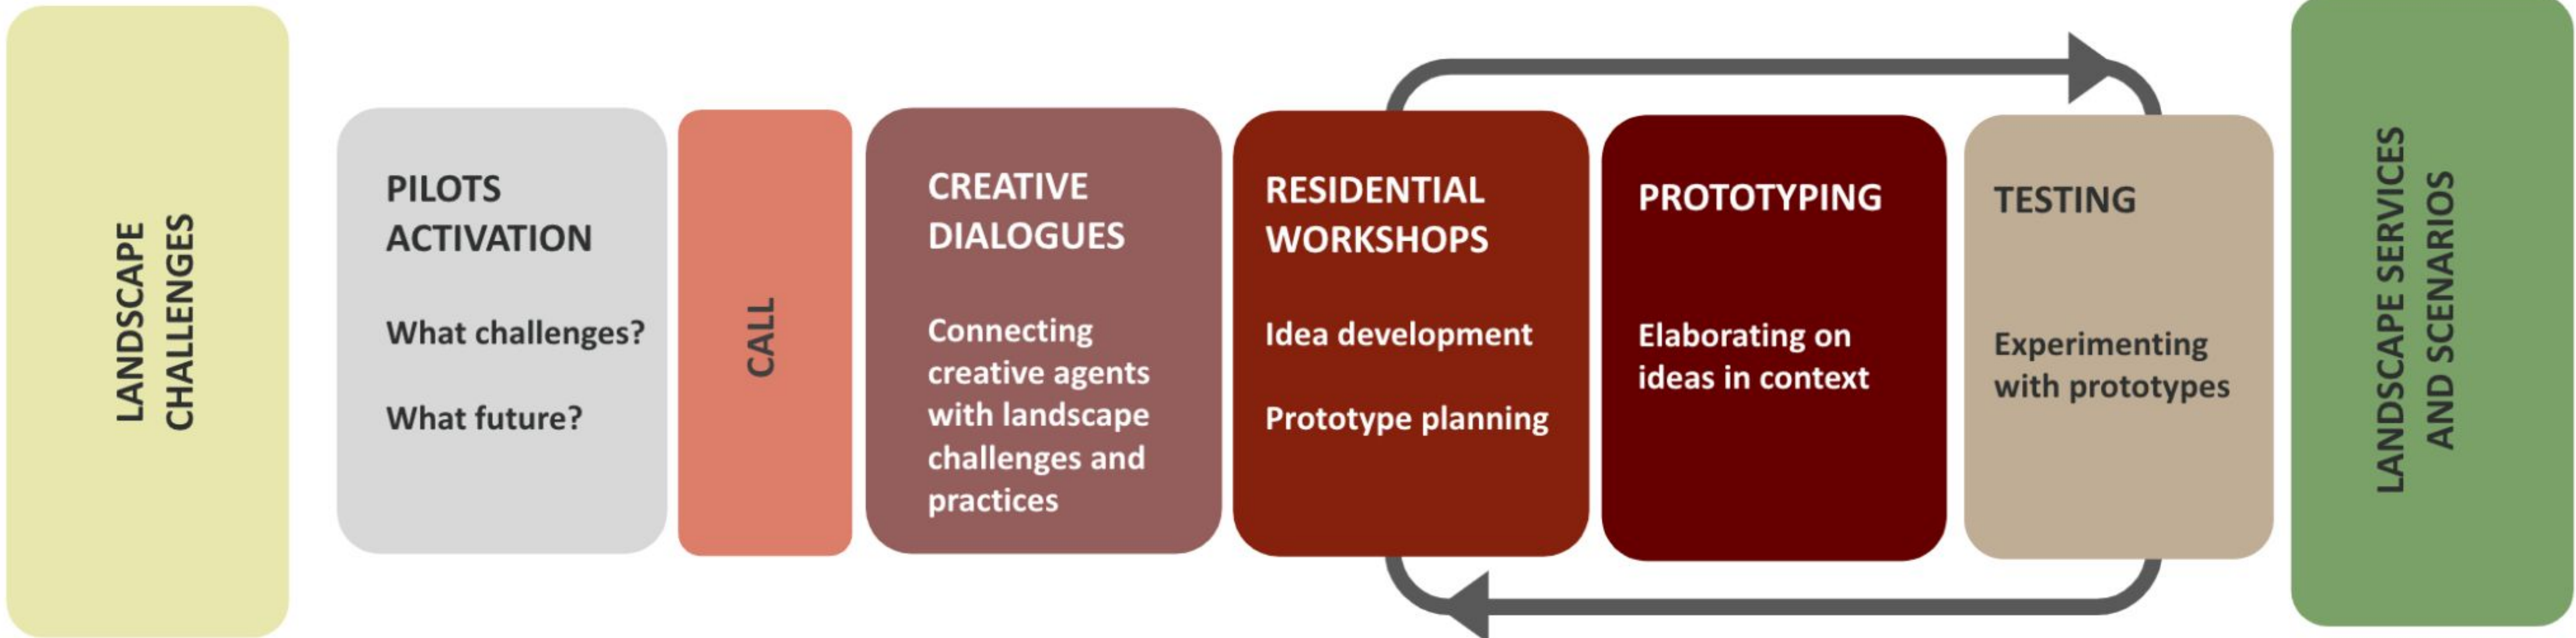 LANDSCAPE
CHALLENGES
PILOTS
ACTIVATION
What challenges?
What future?
CALL
CREATIVE
DIALOGUES
Connecting
creative agents
with landscape
challenges and
practices
RESIDENTIAL
WORKSHOPS
Idea development
Prototype planning
PROTOTYPING
Elaborating on
ideas in context
TESTING
Experimenting
with prototypes
LANDSCAPE SERVICES
AND SCENARIOS